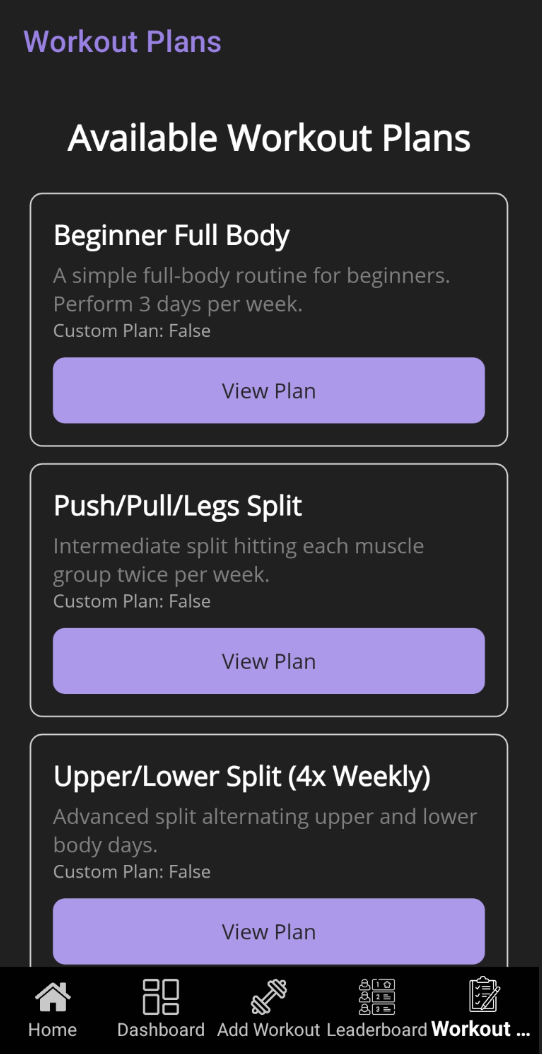 Workout Plans
Available Workout Plans
Beginner Full Body
A simple full-body routine for beginners.
Perform 3 days per week.
Custom Plan: False
View Plan
Push/Pull/Legs Split
Intermediate split hitting each muscle
group twice per week.
Custom Plan: False
View Plan
Upper/Lower Split (4x Weekly)
Advanced split alternating upper and lower
body days.
Custom Plan: False
View Plan
Home
Dashboard
Add Workout
Leaderboard
Workout ...